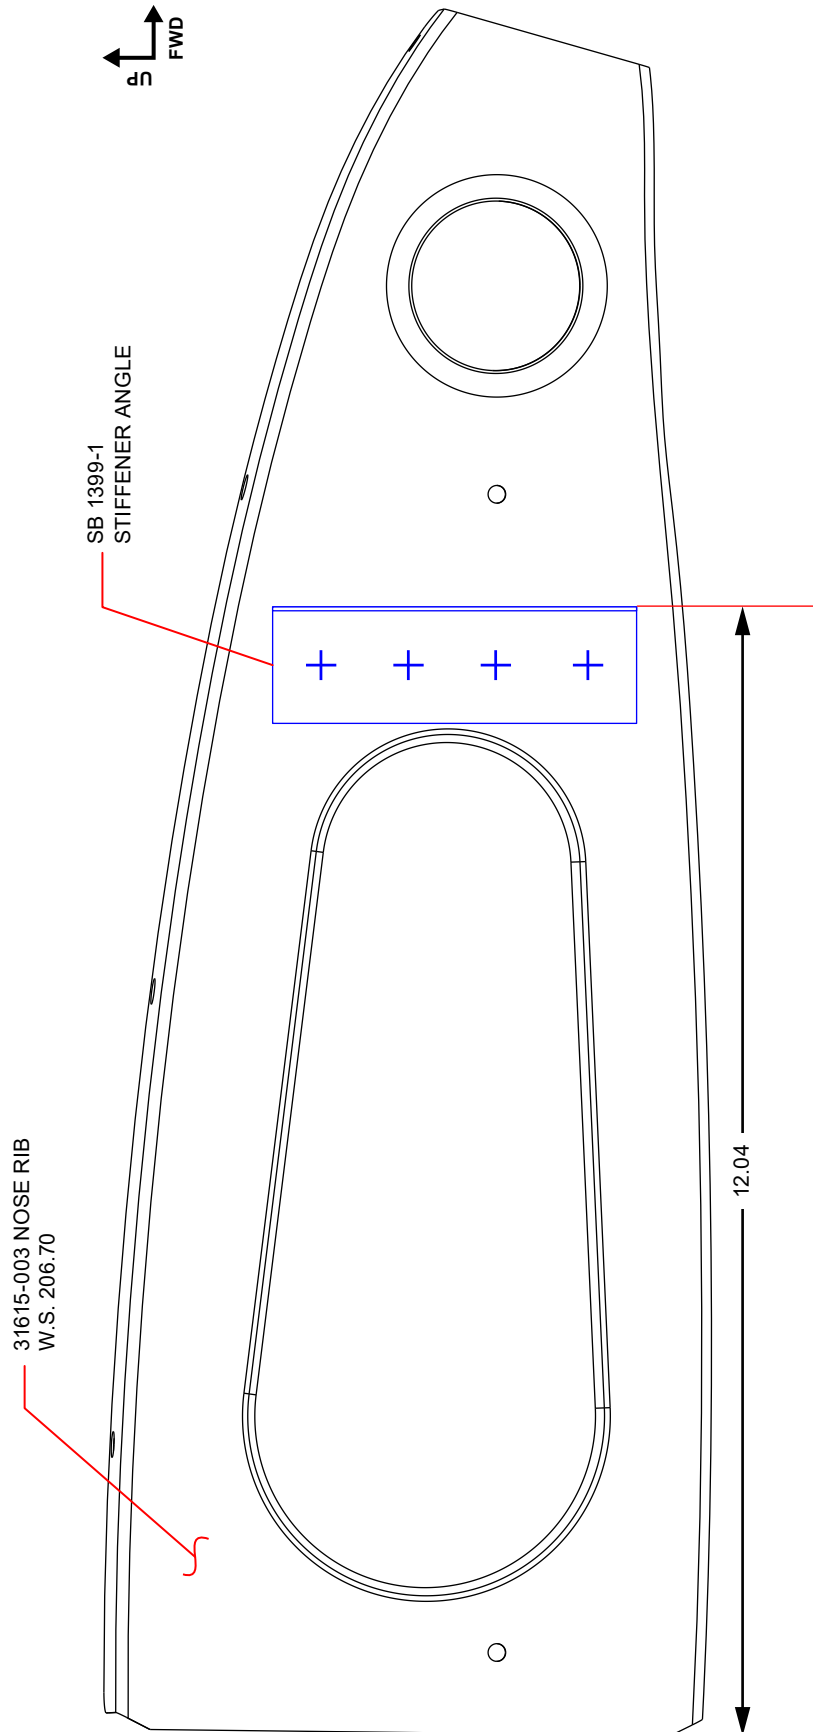 UP
FWD
SB 1399-1
STIFFENER ANGLE
31615-003 NOSE RIB
W.S. 206.70
12.04